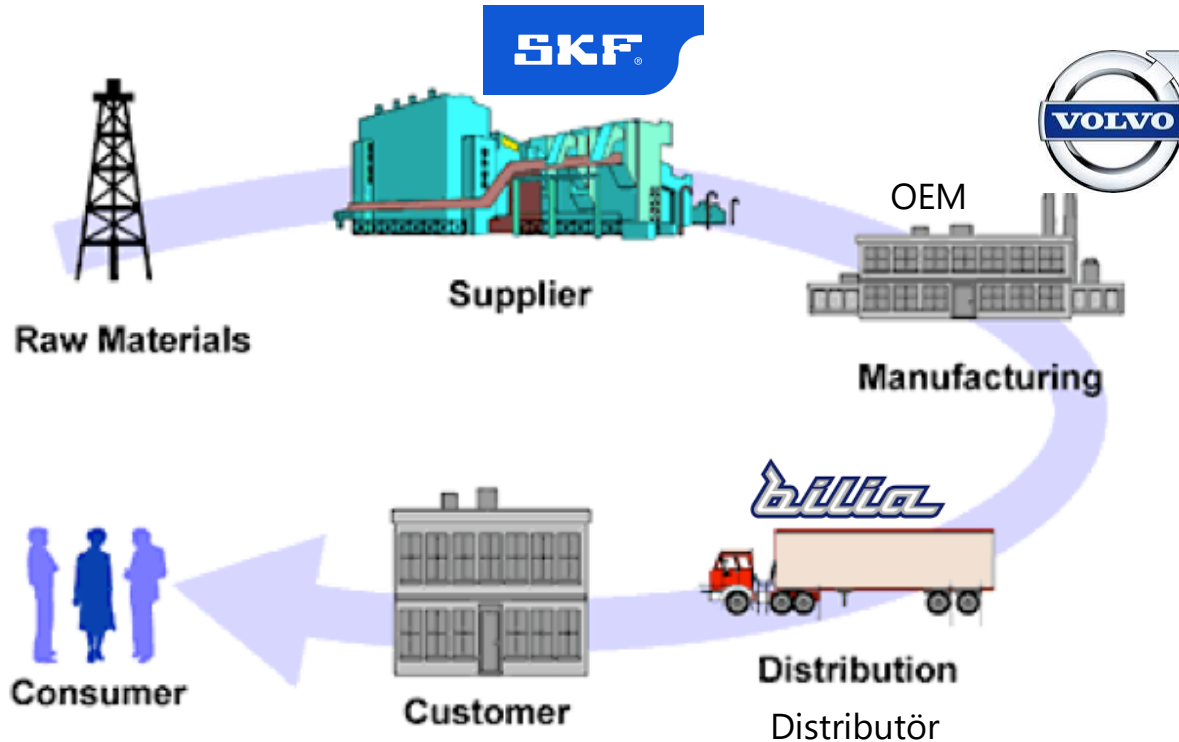 SKF®
VOLVO
OEM
Supplier
Raw Materials
Manufacturing
bilia
Distribution
Consumer
Customer
Distributör